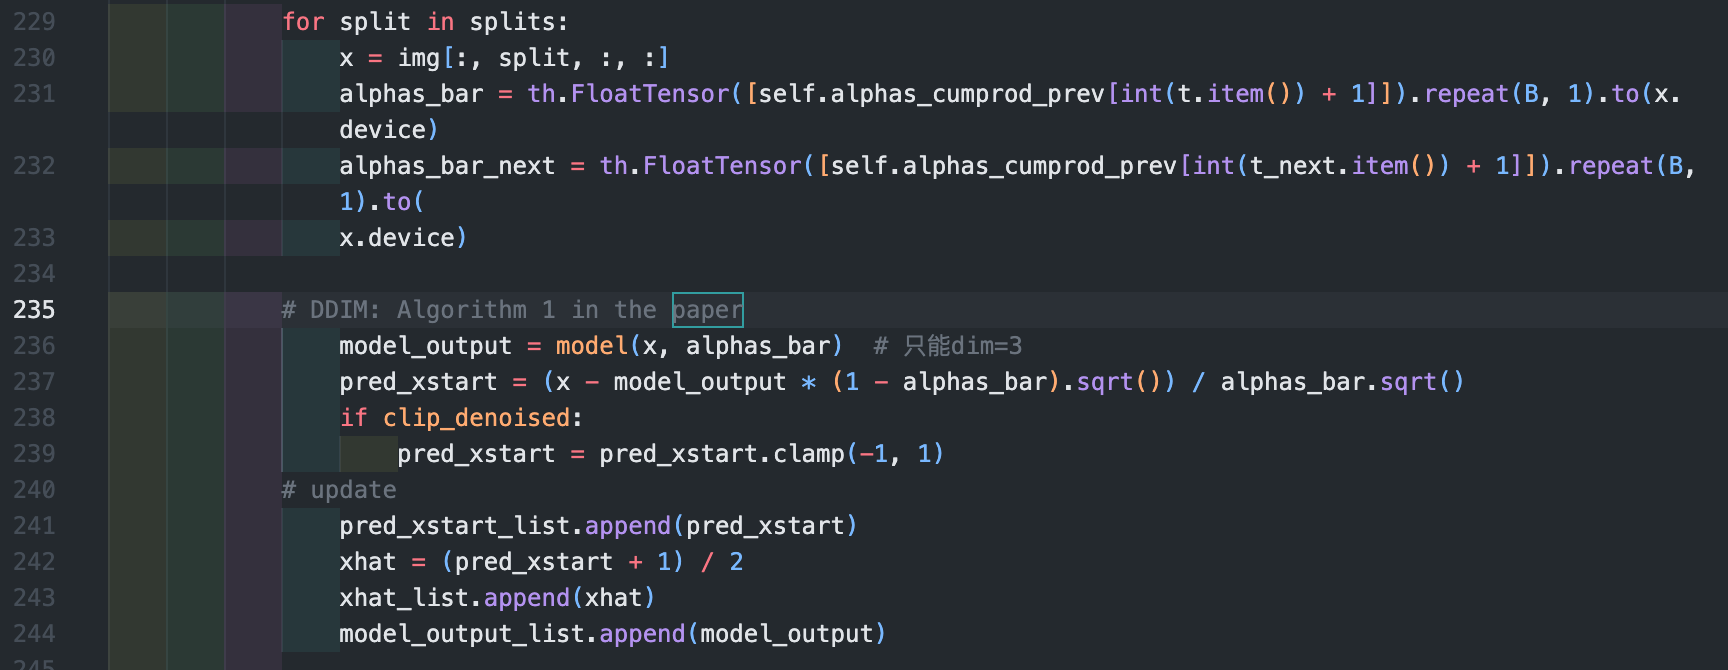 229 for split in splits:
230 x = img[:, split, :, :]
231 alphas_bar = th.FloatTensor([self.alphas_cumprod_prev[int(t.item()) + 1]]).repeat(B, 1).to(x.
device)
232 alphas_bar_next = th.FloatTensor([self.alphas_cumprod_prev[int(t_next.item()) + 1]]).repeat(B,
1).to(
233 x.device)
234
235 # DDIM: Algorithm 1 in the paper
236 model_output = model(x, alphas_bar)  # 只能dim=3
237 pred_xstart = (x - model_output * (1 - alphas_bar).sqrt()) / alphas_bar.sqrt()
238 if clip_denoised:
239 pred_xstart = pred_xstart.clamp(-1, 1)
240 # update
241 pred_xstart_list.append(pred_xstart)
242 xhat = (pred_xstart + 1) / 2
243 xhat_list.append(xhat)
244 model_output_list.append(model_output)
245